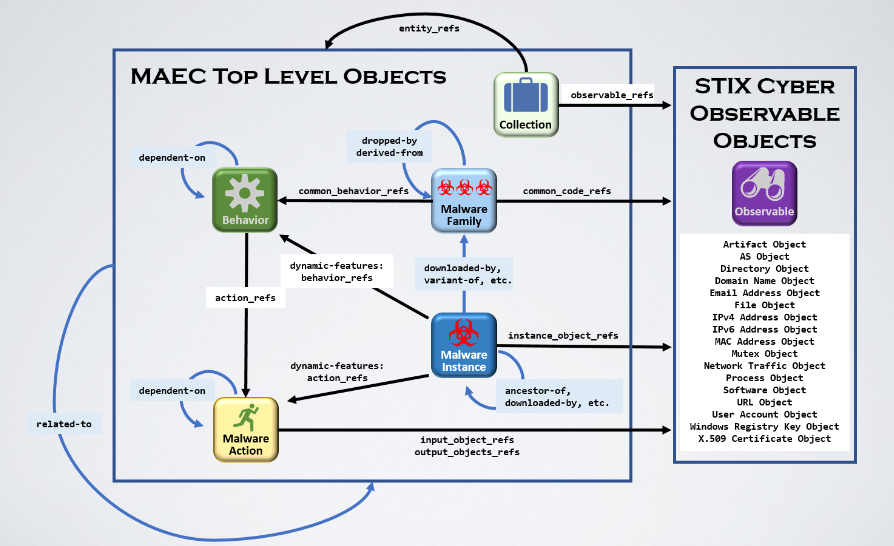 entity_refs
MAEC Top Level Objects
observable_refs
Collection
STIX Cyber
Observable
Objects
dependent-on
dropped-by
derived-from
common_behavior_refs
common_code_refs
Behavior
Malware
Family
Observable
dynamic-features:
behavior_refs
downloaded-by,
variant-of, etc.
action_refs
Malware
Instance
instance_object_refs
dynamic-features:
action_refs
dependent-on
ancestor-of,
downloaded-by, etc.
related-to
Malware
Action
input_object_refs
output_objects_refs
Artifact Object
AS Object
Directory Object
Domain Name Object
Email Address Object
File Object
IPv4 Address Object
IPv6 Address Object
MAC Address Object
Mutex Object
Network Traffic Object
Process Object
Software Object
URL Object
User Account Object
Windows Registry Key Object
X.509 Certificate Object